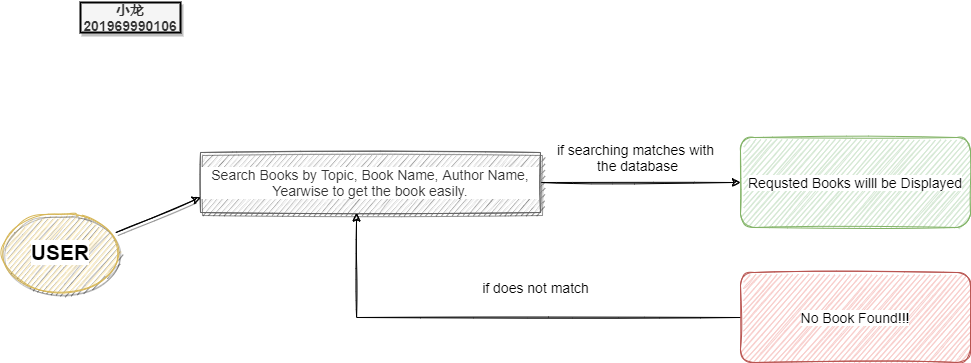 小龙
201969990106
if searching matches with
the database
Search Books by Topic, Book Name, Author Name,
Yearwise to get the book easily.
Requsted Books willl be Displayed
USER
if does not match
No Book Found!!!